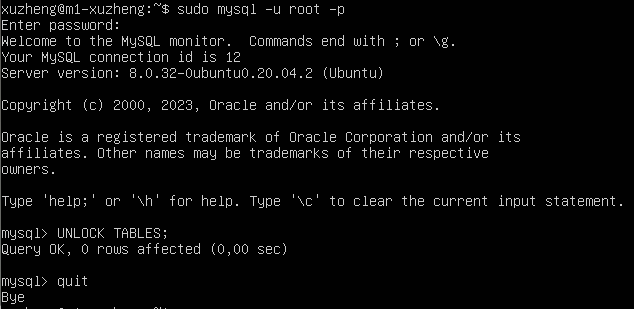 xuzheng@m1-xuzheng:~$ sudo mysql -u root -p
Enter password:
Welcome to the MySQL monitor.  Commands end with ; or \g.
Your MySQL connection id is 12
Server version: 8.0.32-0ubuntu0.20.04.2 (Ubuntu)

Copyright (c) 2000, 2023, Oracle and/or its affiliates.

Oracle is a registered trademark of Oracle Corporation and/or its
affiliates. Other names may be trademarks of their respective
owners.

Type 'help;' or '\h' for help. Type '\c' to clear the current input statement.

mysql> UNLOCK TABLES;
Query OK, 0 rows affected (0,00 sec)

mysql> quit
Bye